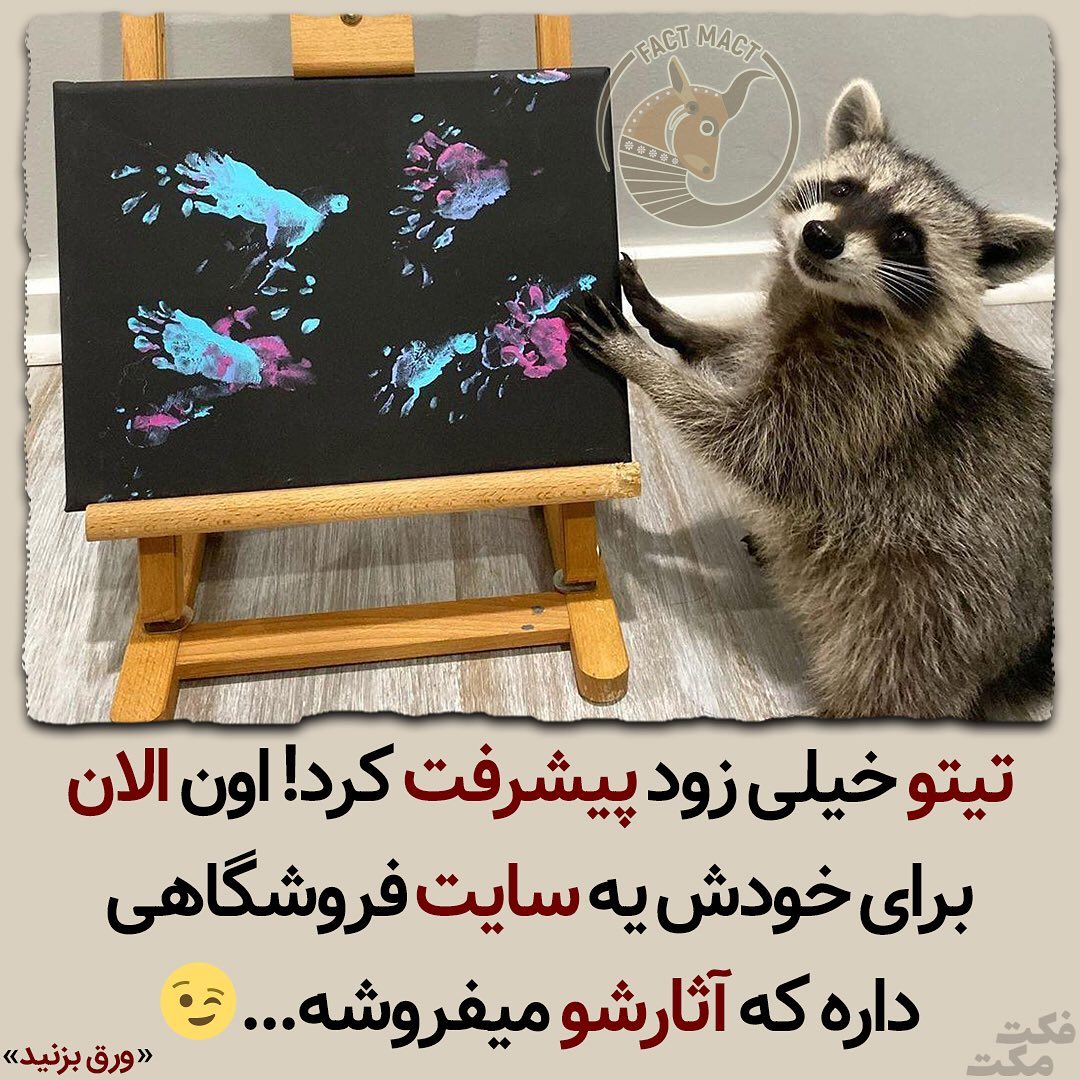 FACT MACT
تیتو خیلی زود پیشرفت کرد! اون الان
برای خودش یه سایت فروشگاهی
داره که آثارشو میفروشه...😉
«ورق بزنید»
فکت
مکت